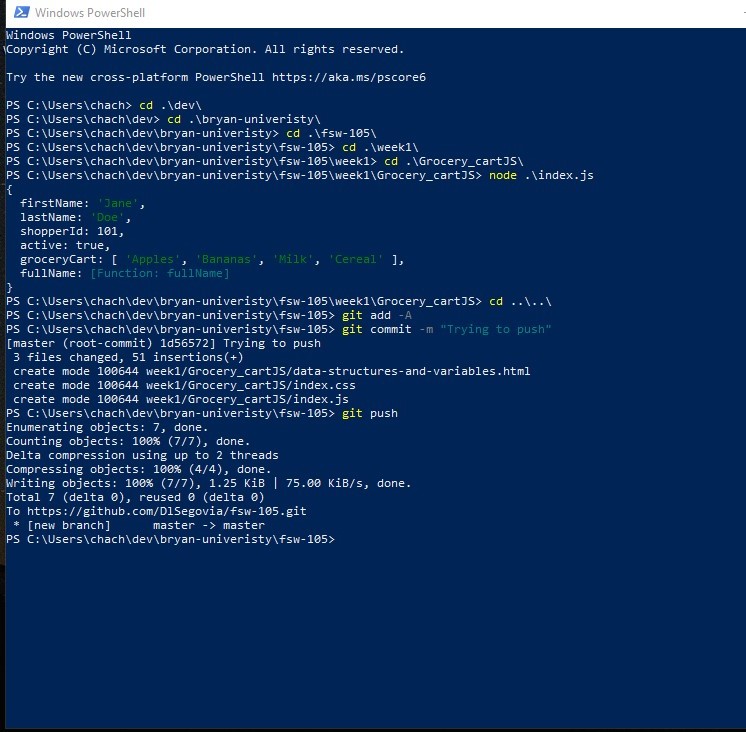 Windows PowerShell
Windows PowerShell
Copyright (C) Microsoft Corporation. All rights reserved.
Try the new cross-platform PowerShell https://aka.ms/pscore6
PS C:\Users\chach> cd .\dev\
PS C:\Users\chach\dev> cd .\bryan-univeristy\
PS C:\Users\chach\dev\bryan-univeristy> cd .\fsw-105\
PS C:\Users\chach\dev\bryan-univeristy\fsw-105> cd .\week1\
PS C:\Users\chach\dev\bryan-univeristy\fsw-105\week1> cd .\Grocery_cartJS\
PS C:\Users\chach\dev\bryan-univeristy\fsw-105\week1\Grocery_cartJS> node .\index.js
{
  firstName: 'Jane',
  lastName: 'Doe',
  shopperId: 101,
  active: true,
  groceryCart: [ 'Apples', 'Bananas', 'Milk', 'Cereal' ],
  fullName: [Function: fullName]
}
PS C:\Users\chach\dev\bryan-univeristy\fsw-105\week1\Grocery_cartJS> cd ..\..\
PS C:\Users\chach\dev\bryan-univeristy\fsw-105> git add -A
PS C:\Users\chach\dev\bryan-univeristy\fsw-105> git commit -m "Trying to push"
[master (root-commit) 1d56572] Trying to push
 3 files changed, 51 insertions(+)
 create mode 100644 week1/Grocery_cartJS/data-structures-and-variables.html
 create mode 100644 week1/Grocery_cartJS/index.css
 create mode 100644 week1/Grocery_cartJS/index.js
PS C:\Users\chach\dev\bryan-univeristy\fsw-105> git push
Enumerating objects: 7, done.
Counting objects: 100% (7/7), done.
Delta compression using up to 2 threads
Compressing objects: 100% (4/4), done.
Writing objects: 100% (7/7), 1.25 KiB | 75.00 KiB/s, done.
Total 7 (delta 0), reused 0 (delta 0)
To https://github.com/DlSegovia/fsw-105.git
 * [new branch]      master -> master
PS C:\Users\chach\dev\bryan-univeristy\fsw-105>